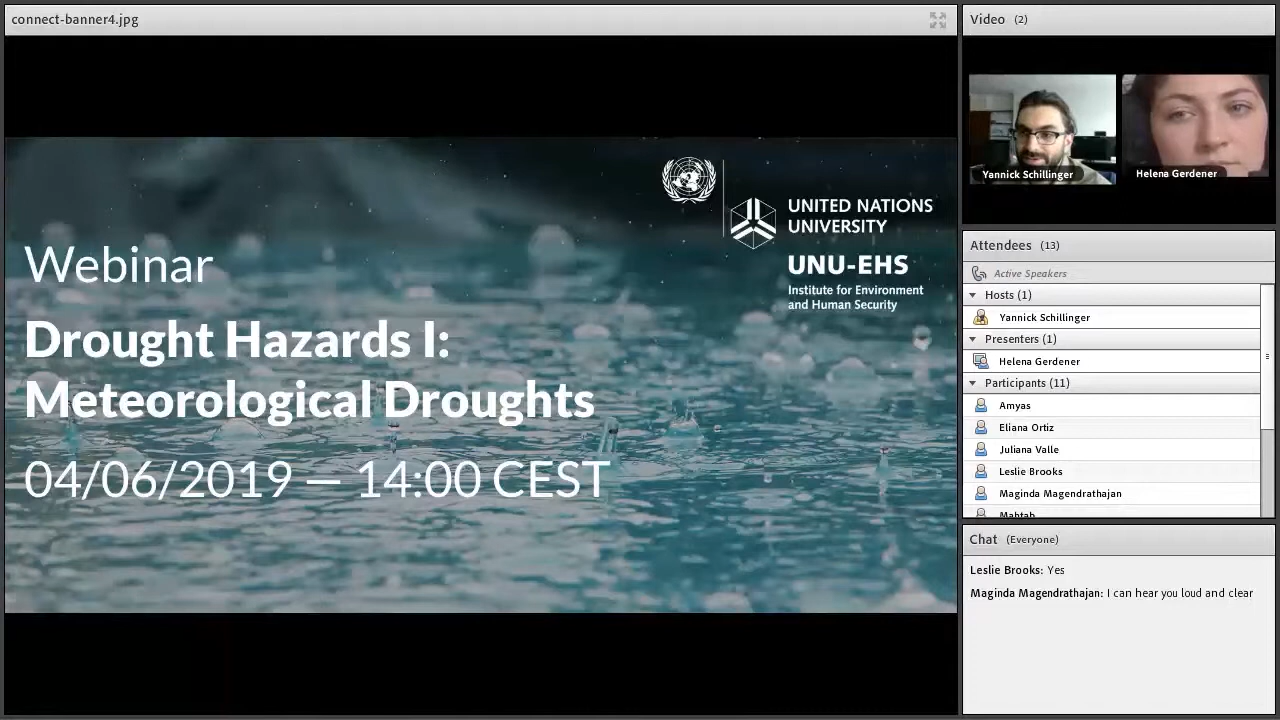 connect-banner4.jpg
UNITED NATIONS
UNIVERSITY
UNU-EHS
Institute for Environment
and Human Security
Webinar
Drought Hazards I:
Meteorological Droughts
04/06/2019 — 14:00 CEST
Video (2)
Yannick Schillinger
Helena Gerdener
Attendees (13)
Active Speakers
Hosts (1)
Yannick Schillinger
Presenters (1)
Helena Gerdener
Participants (11)
Amyas
Eliana Ortiz
Juliana Valle
Leslie Brooks
Maginda Magendrathajan
Mahtab
Chat (Everyone)
Leslie Brooks: Yes
Maginda Magendrathajan: I can hear you loud and clear